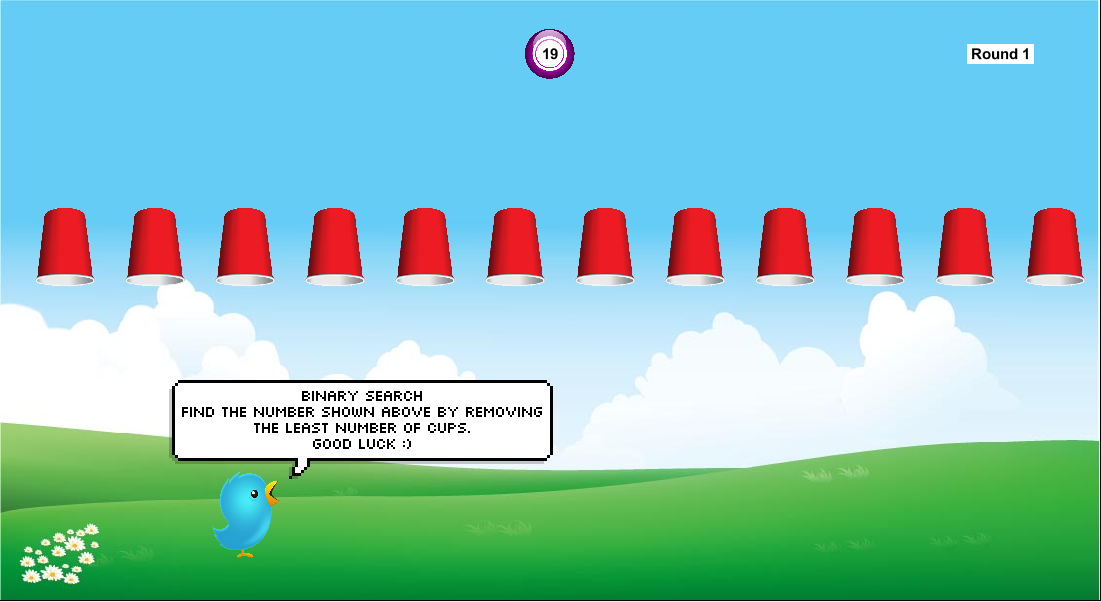 19
Round 1
BINARY SEARCH
FIND THE NUMBER SHOWN ABOVE BY REMOVING
THE LEAST NUMBER OF CUPS.
GOOD LUCK :)